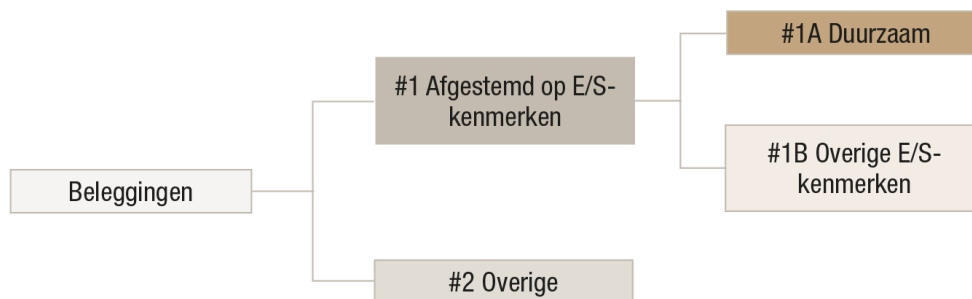 #1A Duurzaam
#1 Afgestemd op E/S-
kenmerken
#1B Overige E/S-
kenmerken
Beleggingen
#2 Overige